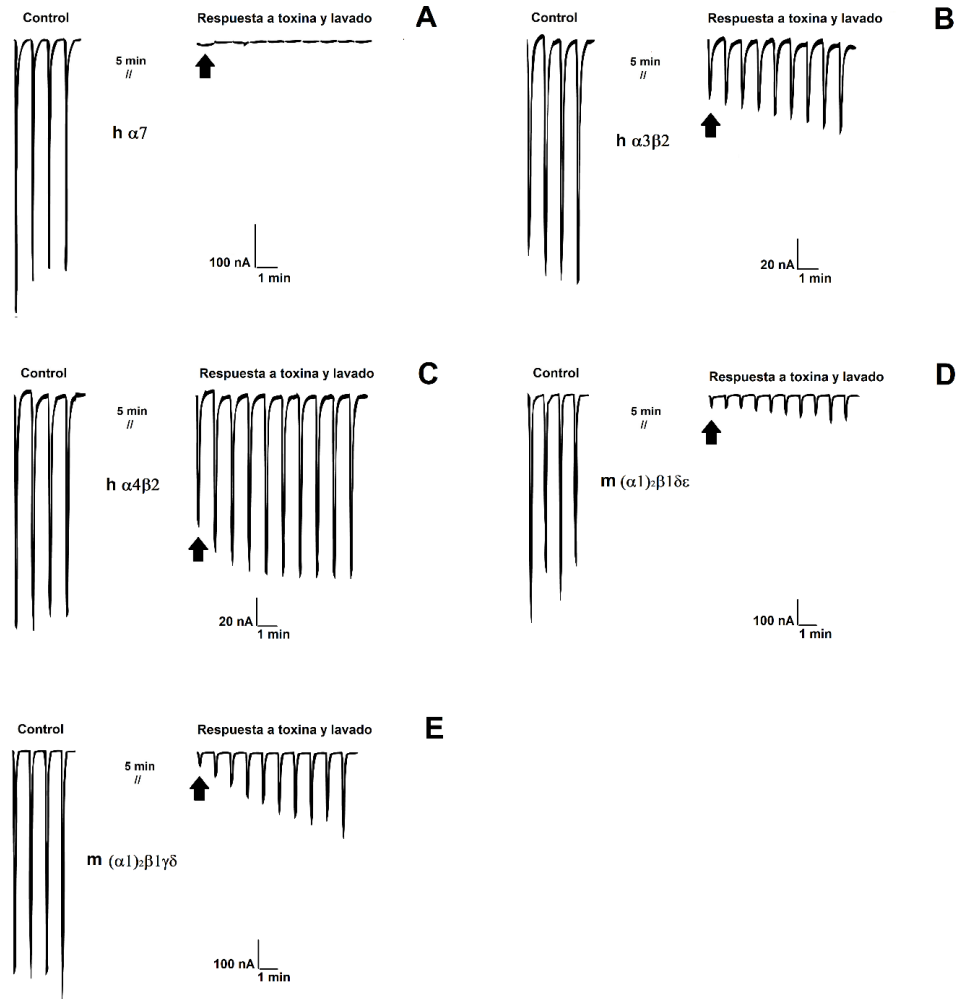 A
Control
Respuesta a toxina y lavado
5 min
//
h α7
100 nA
1 min
B
Control
Respuesta a toxina y lavado
5 min
//
h α3β2
20 nA
1 min
C
Control
Respuesta a toxina y lavado
5 min
//
h α4β2
20 nA
1 min
D
Control
Respuesta a toxina y lavado
5 min
//
m (α1)₂β1δε
100 nA
1 min
E
Control
Respuesta a toxina y lavado
5 min
//
m (α1)₂β1γδ
100 nA
1 min